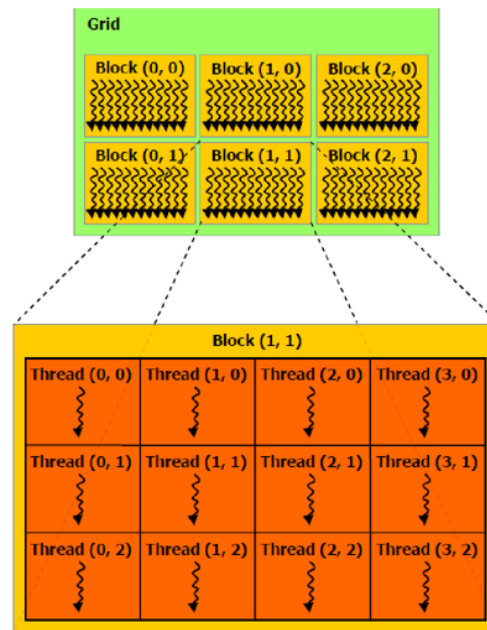 Grid
Block (0, 0) Block (1, 0) Block (2, 0)
Block (0, 1) Block (1, 1) Block (2, 1)
Block (1, 1)
Thread (0, 0) Thread (1, 0) Thread (2, 0) Thread (3, 0)
Thread (0, 1) Thread (1, 1) Thread (2, 1) Thread (3, 1)
Thread (0, 2) Thread (1, 2) Thread (2, 2) Thread (3, 2)